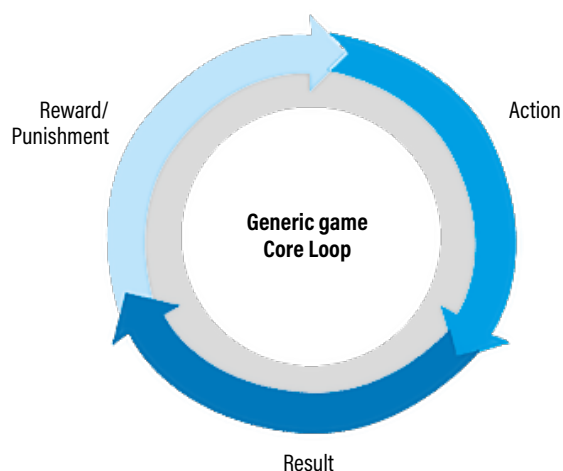 Reward/
Punishment
Action
Generic game
Core Loop
Result